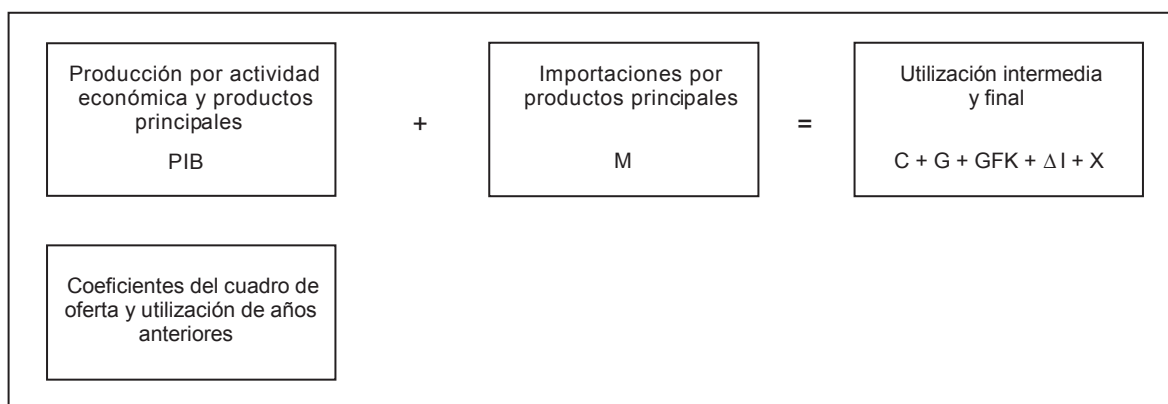 Producción por actividad
económica y productos
principales
PIB
+
Importaciones por
productos principales
M
=
Utilización intermedia
y final
C + G + GFK + Δ I + X
Coeficientes del cuadro de
oferta y utilización de años
anteriores